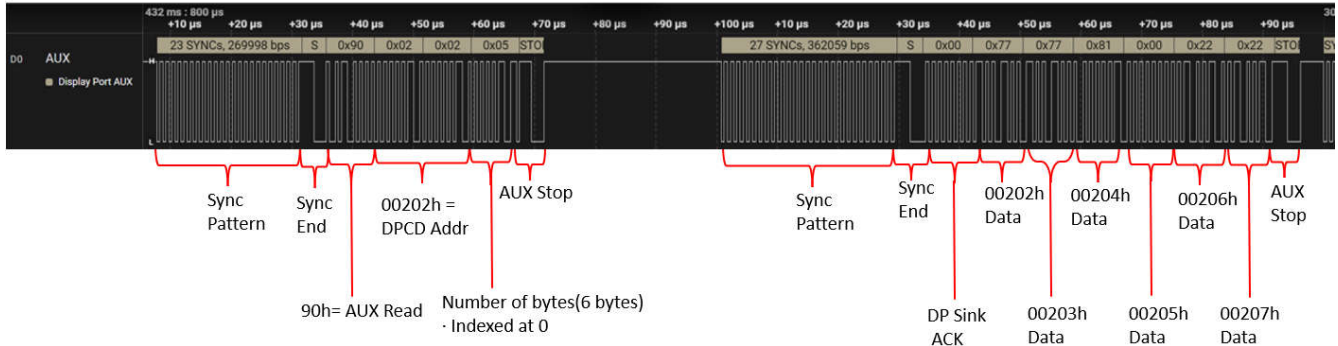 432 ms : 800 µs
+10 µs +20 µs +30 µs +40 µs +50 µs +60 µs +70 µs +80 µs +90 µs +100 µs +10 µs +20 µs +30 µs +40 µs +50 µs +60 µs +70 µs +80 µs +90 µs
D0 AUX
Display Port AUX
23 SYNCs, 269998 bps S 0x90 0x02 0x02 0x05 STO
27 SYNCs, 362059 bps S 0x00 0x77 0x77 0x81 0x00 0x22 0x22 STO
H
L
Sync
Pattern
Sync
End
00202h =
DPCD Addr
AUX Stop
90h= AUX Read
Number of bytes(6 bytes)
· Indexed at 0
Sync
Pattern
Sync
End
00202h
Data
00204h
Data
00206h
Data
AUX
Stop
DP Sink
ACK
00203h
Data
00205h
Data
00207h
Data